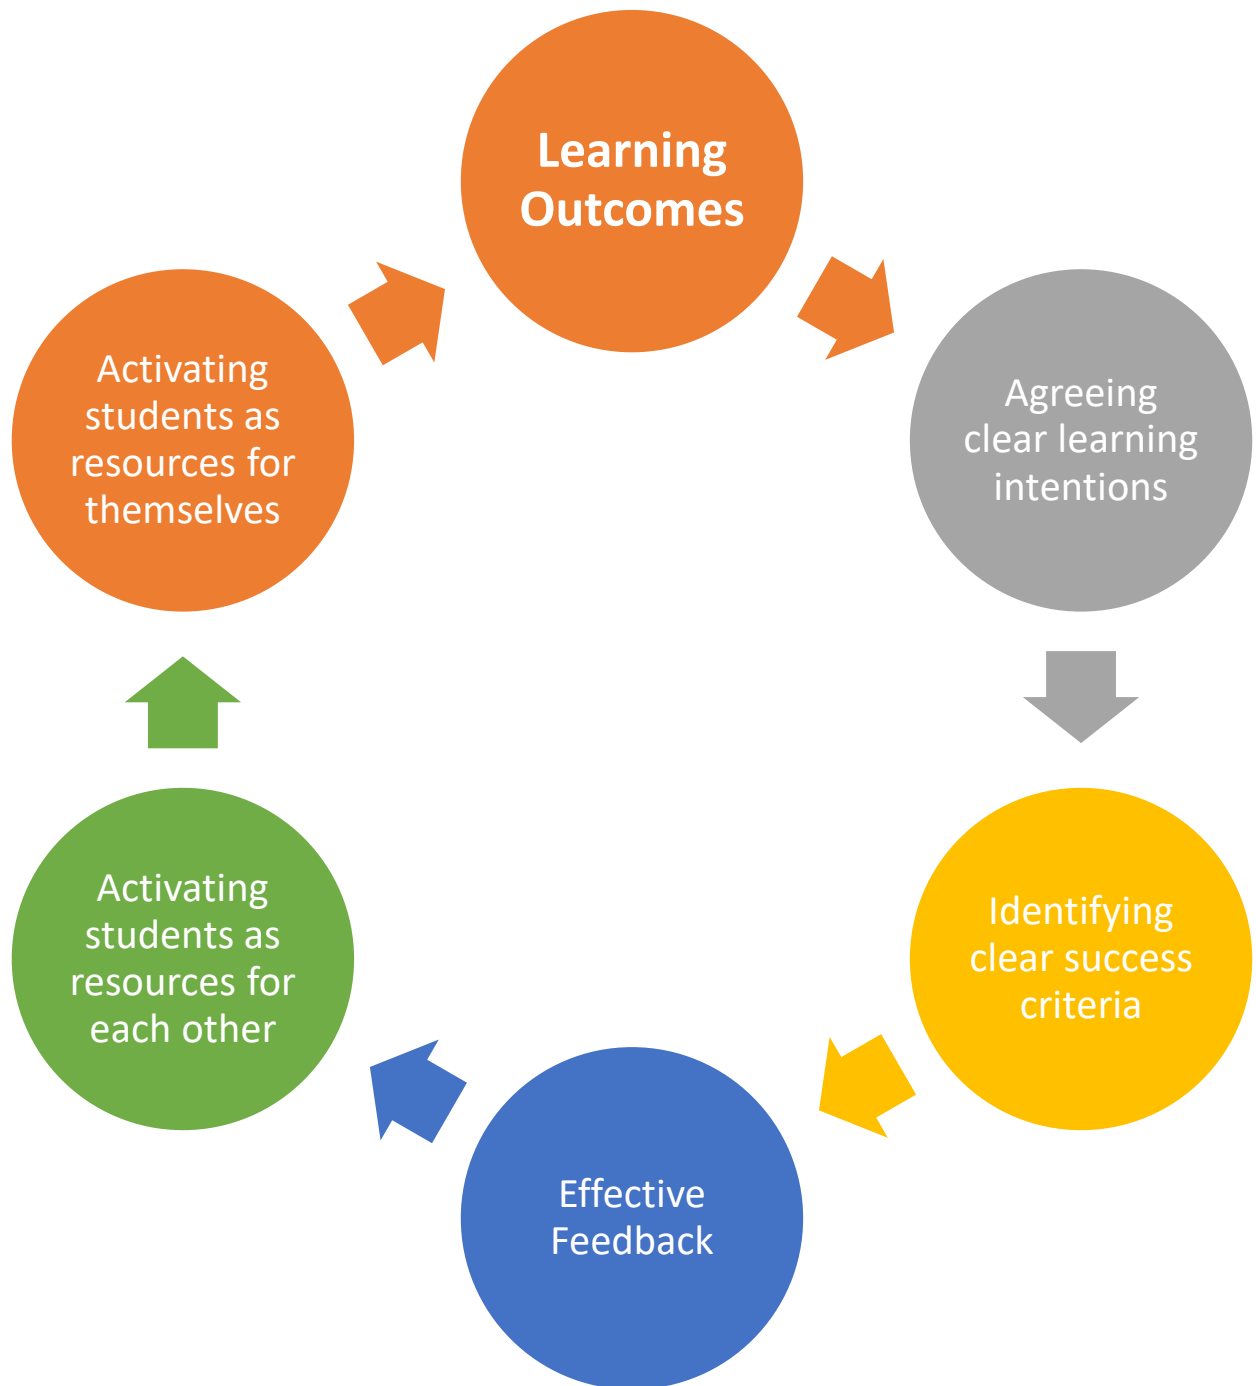 Learning
Outcomes
Agreeing
clear learning
intentions
Identifying
clear success
criteria
Effective
Feedback
Activating
students as
resources for
each other
Activating
students as
resources for
themselves